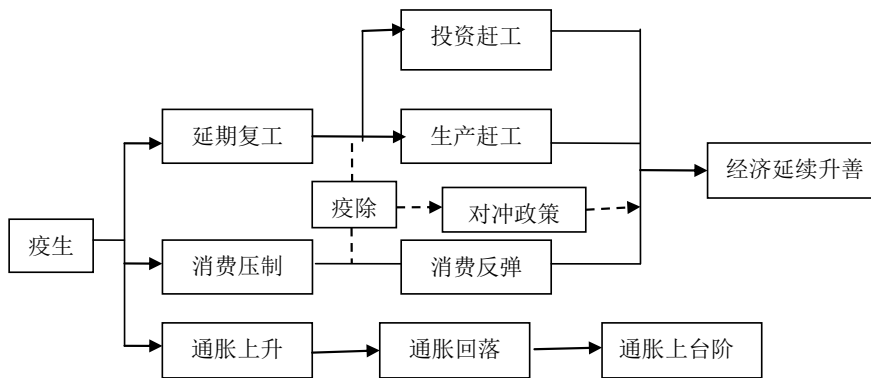 投资赶工
延期复工
生产赶工
经济延续升善
疫除
对冲政策
疫生
消费压制
消费反弹
通胀上升
通胀回落
通胀上台阶